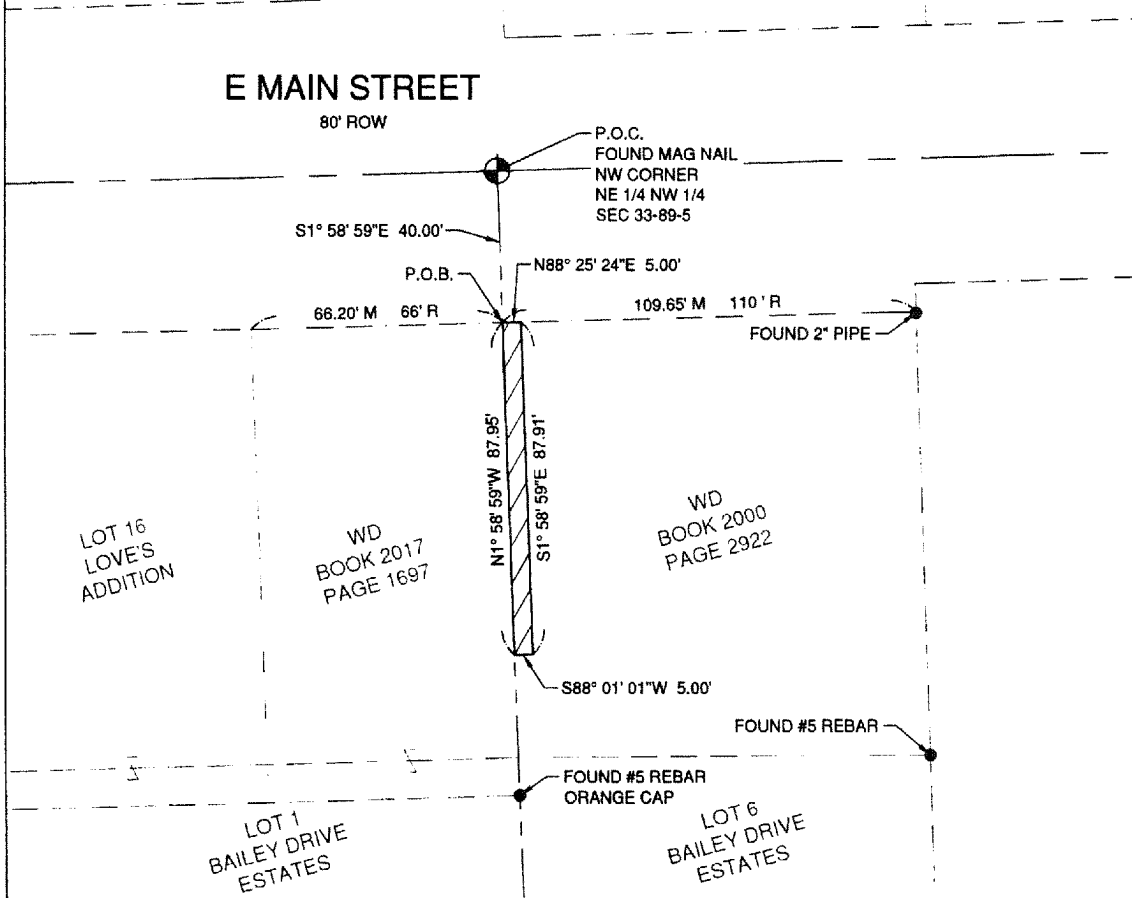 E MAIN STREET
80' ROW
P.O.C.
FOUND MAG NAIL
NW CORNER
NE 1/4 NW 1/4
SEC 33-89-5
S1° 58' 59"E 40.00'
P.O.B.
N88° 25' 24"E 5.00'
66.20' M 66' R
109.65' M 110 ' R
FOUND 2" PIPE
N1° 58' 59"W 87.95'
S1° 58' 59"E 87.91'
LOT 16
LOVE'S
ADDITION
WD
BOOK 2017
PAGE 1697
WD
BOOK 2000
PAGE 2922
S88° 01' 01"W 5.00'
FOUND #5 REBAR
FOUND #5 REBAR
ORANGE CAP
LOT 1
BAILEY DRIVE
ESTATES
LOT 6
BAILEY DRIVE
ESTATES